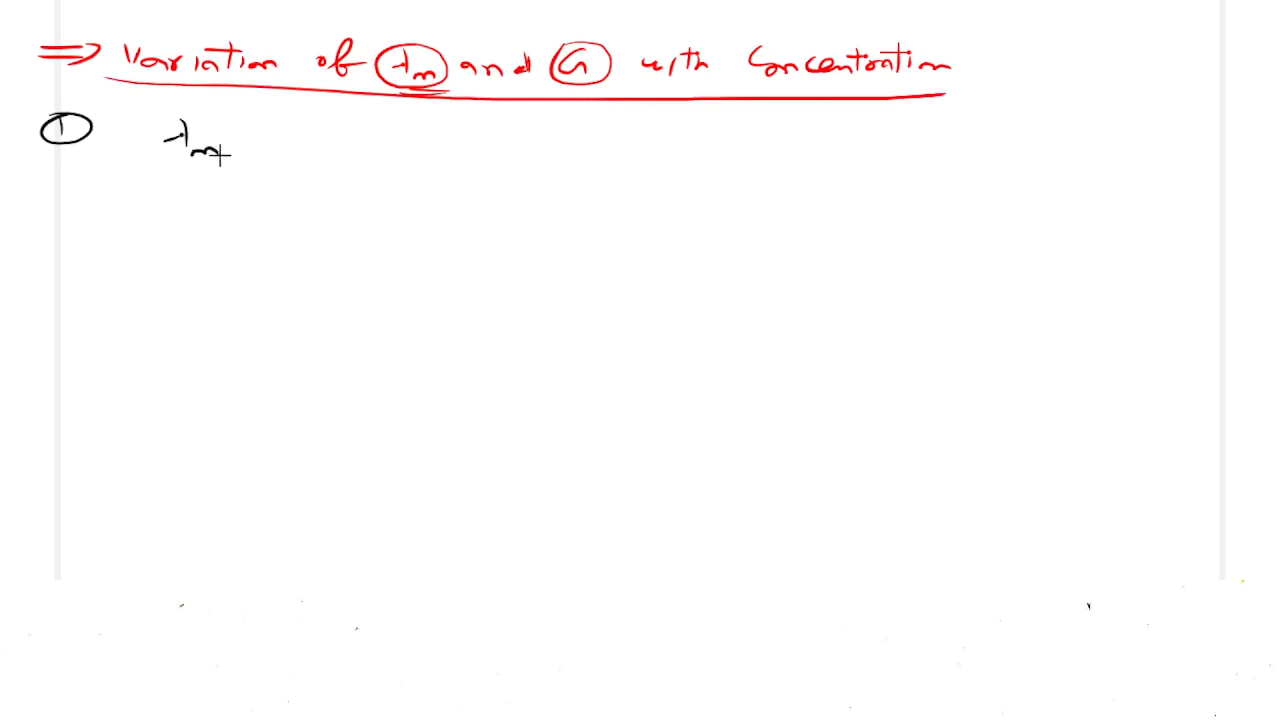 ⇒ Variation of λm and G with Concentration
① λm